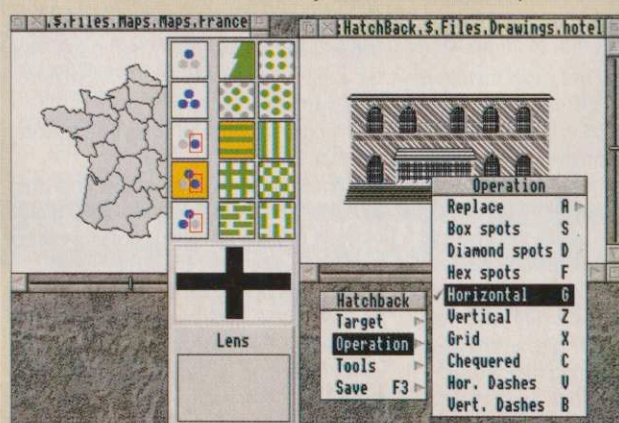 .$.Files.Maps.Maps.France
:HatchBack.$.Files.Drawings.hotel
Lens
Hatchback
Target
Operation
Tools
Save F3
Operation
Replace A
Box spots S
Diamond spots D
Hex spots F
✓Horizontal G
Vertical Z
Grid X
Chequered C
Hor. Dashes V
Vert. Dashes B